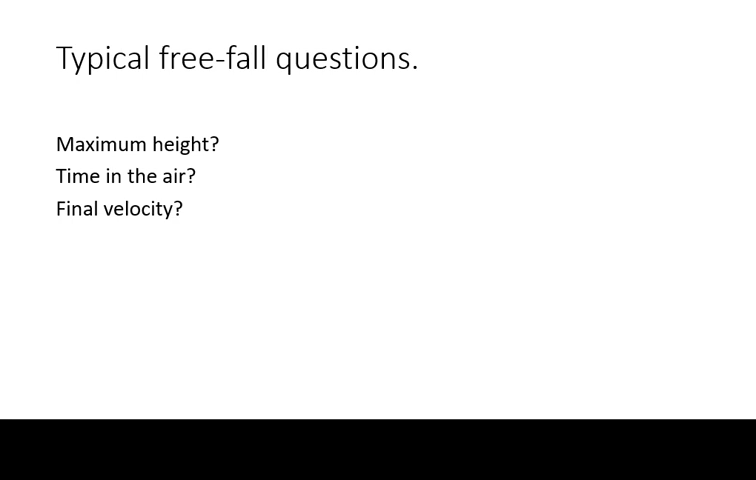 Typical free-fall questions.
Maximum height?
Time in the air?
Final velocity?